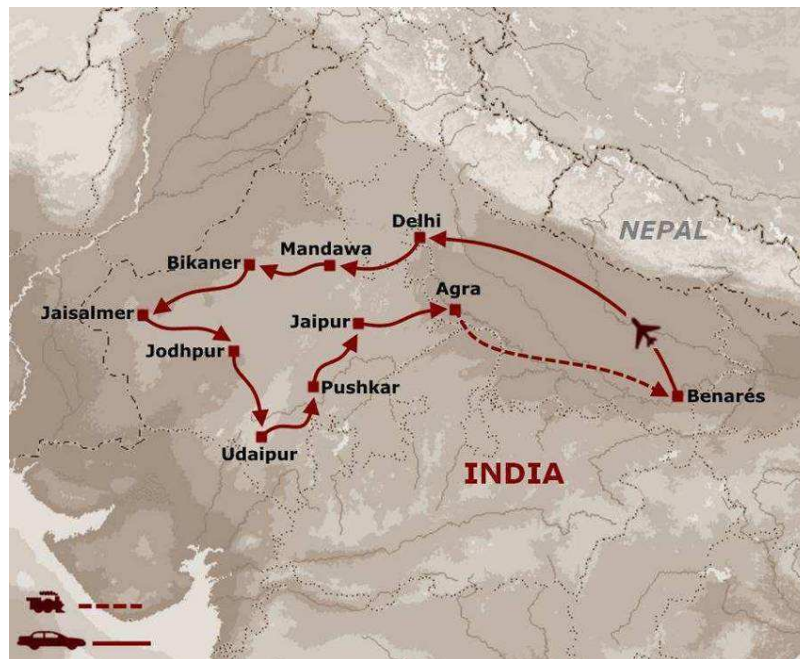 Delhi
NEPAL
Mandawa
Bikaner
Agra
Jaisalmer
Jaipur
Jodhpur
Pushkar
Benarés
Udaipur
INDIA